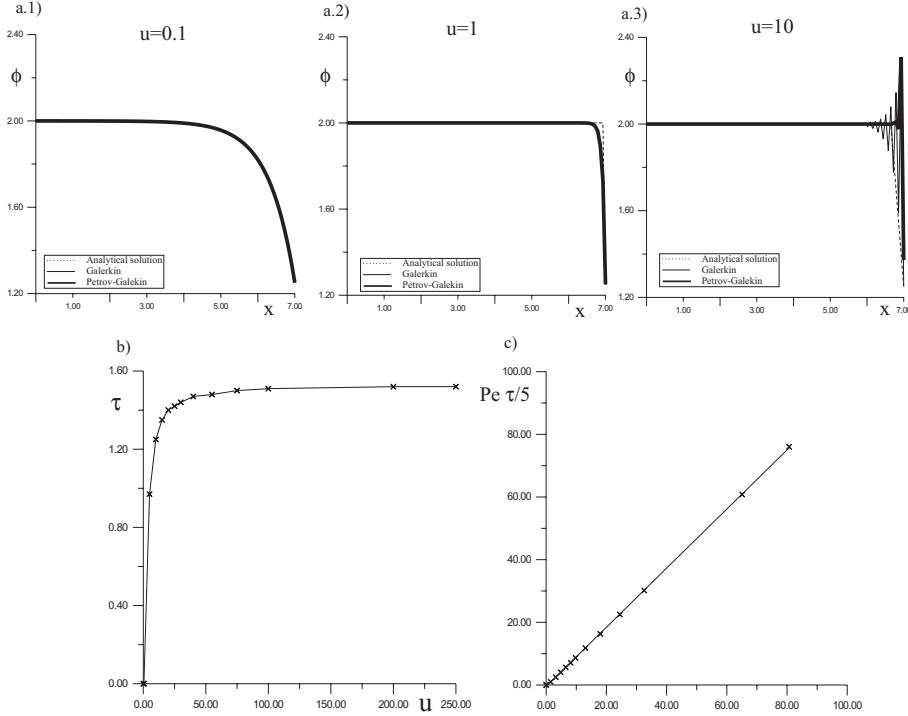 a.1)
u=0.1
2.40
ϕ
2.00
1.60
1.20
Analytical solution
Galerkin
Petrov-Galekin
1.00 3.00 5.00 7.00
x
a.2)
u=1
2.40
ϕ
2.00
1.60
1.20
Analytical solution
Galerkin
Petrov-Galekin
1.00 3.00 5.00 7.00
x
a.3)
u=10
2.40
ϕ
2.00
1.60
1.20
Analytical solution
Galerkin
Petrov-Galekin
1.00 3.00 5.00 7.00
x
b)
1.60
τ
1.20
0.80
0.40
0.00
0.00 50.00 100.00 150.00 200.00 250.00
u
c)
100.00
Pe τ/5
80.00
60.00
40.00
20.00
0.00
0.00 20.00 40.00 60.00 80.00 100.00